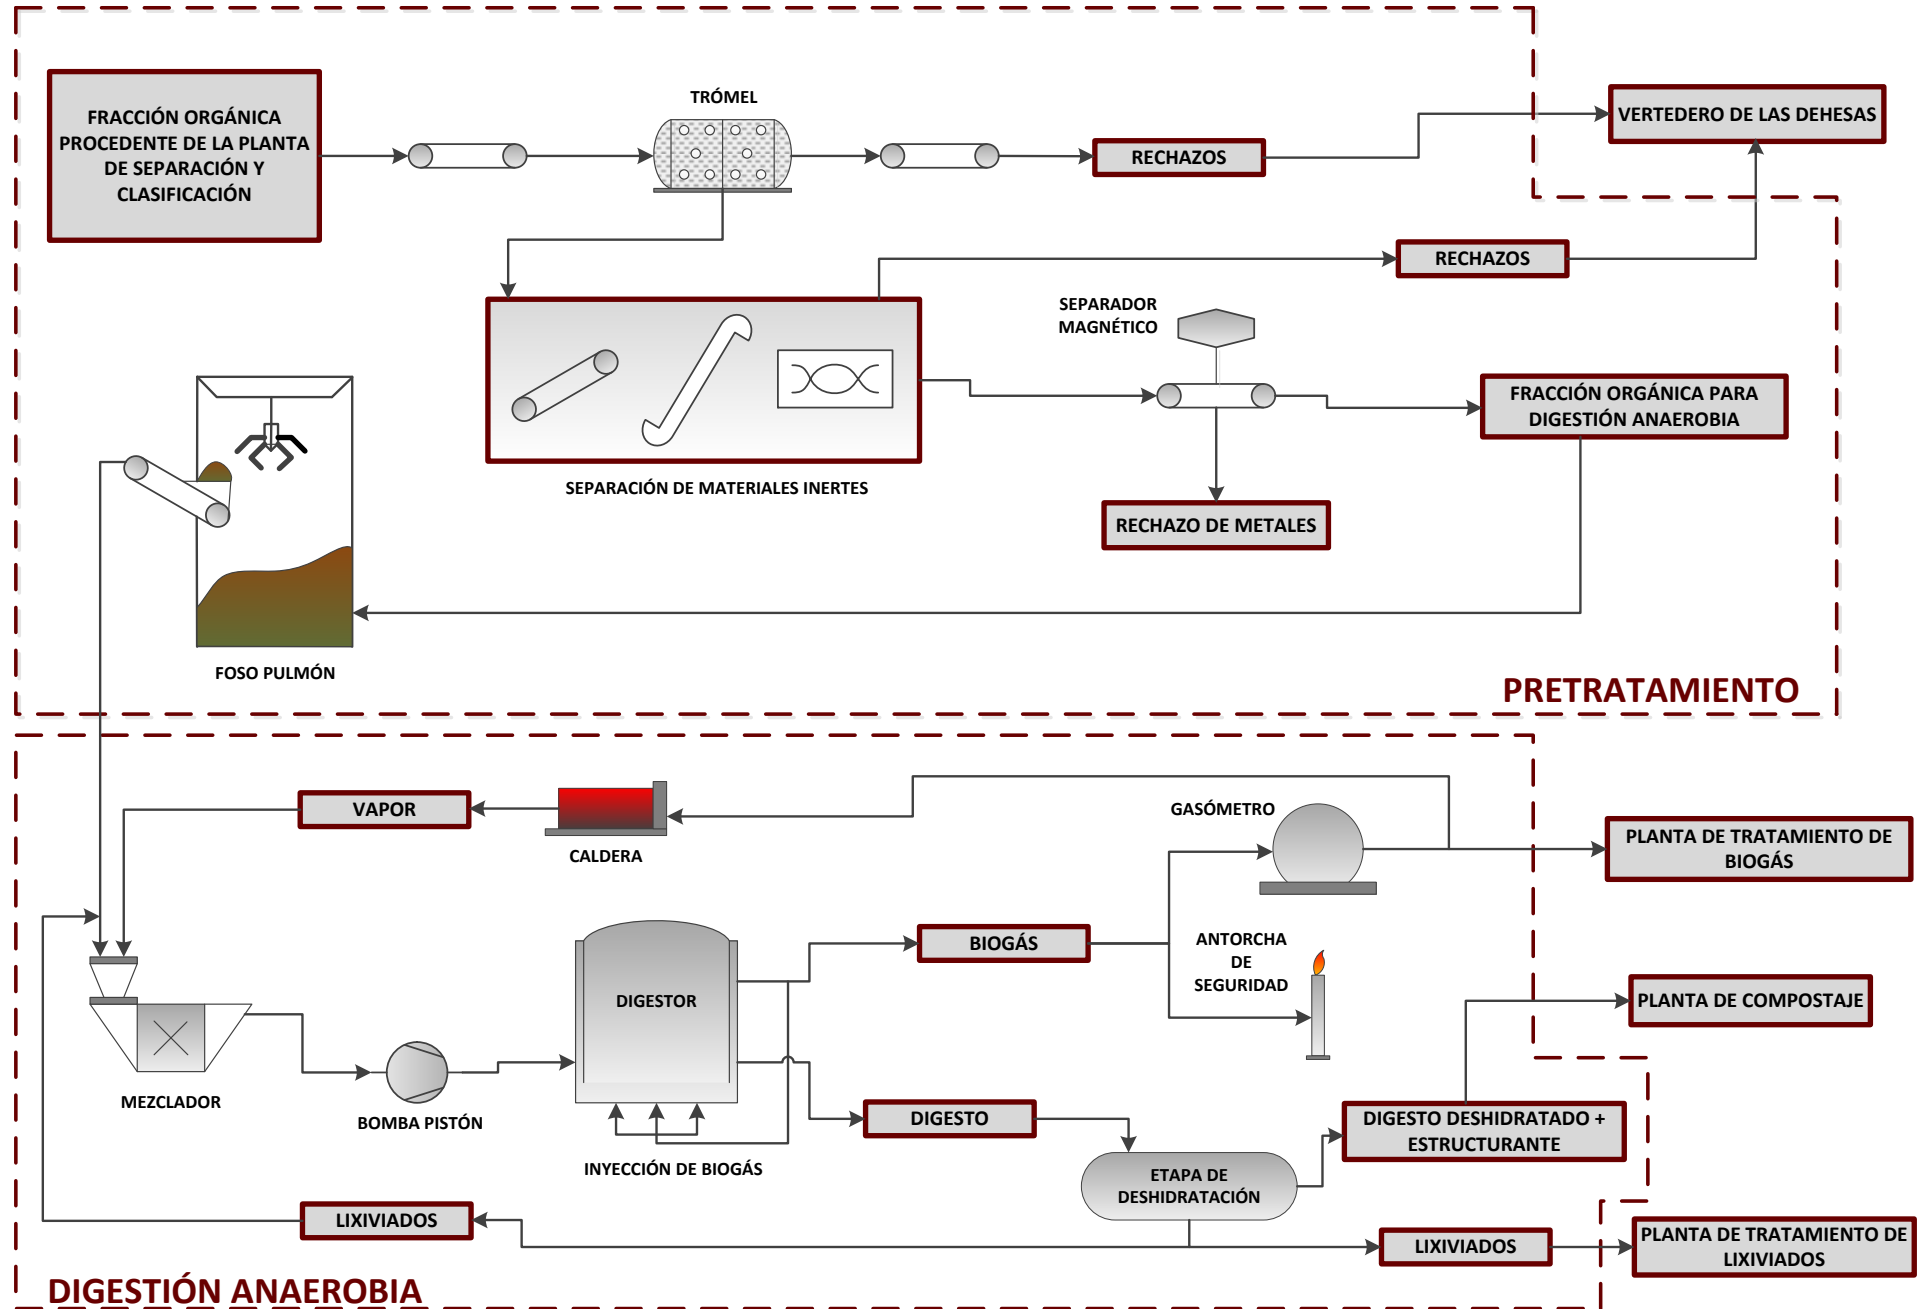 FRACCIÓN ORGÁNICA
PROCEDENTE DE LA PLANTA
DE SEPARACIÓN Y
CLASIFICACIÓN
TRÓMEL
RECHAZOS
VERTEDERO DE LAS DEHESAS
RECHAZOS
SEPARADOR
MAGNÉTICO
FRACCIÓN ORGÁNICA PARA
DIGESTIÓN ANAEROBIA
SEPARACIÓN DE MATERIALES INERTES
RECHAZO DE METALES
FOSO PULMÓN
PRETRATAMIENTO
VAPOR
CALDERA
GASÓMETRO
PLANTA DE TRATAMIENTO DE
BIOGÁS
BIOGÁS
ANTORCHA
DE
SEGURIDAD
DIGESTOR
PLANTA DE COMPOSTAJE
MEZCLADOR
BOMBA PISTÓN
DIGESTO
DIGESTO DESHIDRATADO +
ESTRUCTURANTE
INYECCIÓN DE BIOGÁS
ETAPA DE
DESHIDRATACIÓN
LIXIVIADOS
LIXIVIADOS
PLANTA DE TRATAMIENTO DE
LIXIVIADOS
DIGESTIÓN ANAEROBIA